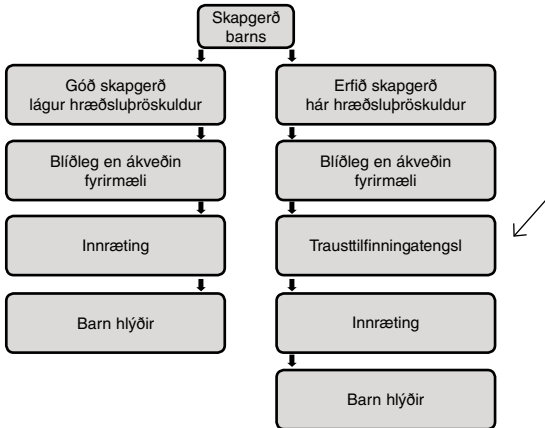 Skapgerð
barns
Góð skapgerð
lágur hræðsluþröskuldur
Blíðleg en ákveðin
fyrirmæli
Innræting
Barn hlýðir
Erfið skapgerð
hár hræðsluþröskuldur
Blíðleg en ákveðin
fyrirmæli
Trausttilfinningatengsl
Innræting
Barn hlýðir